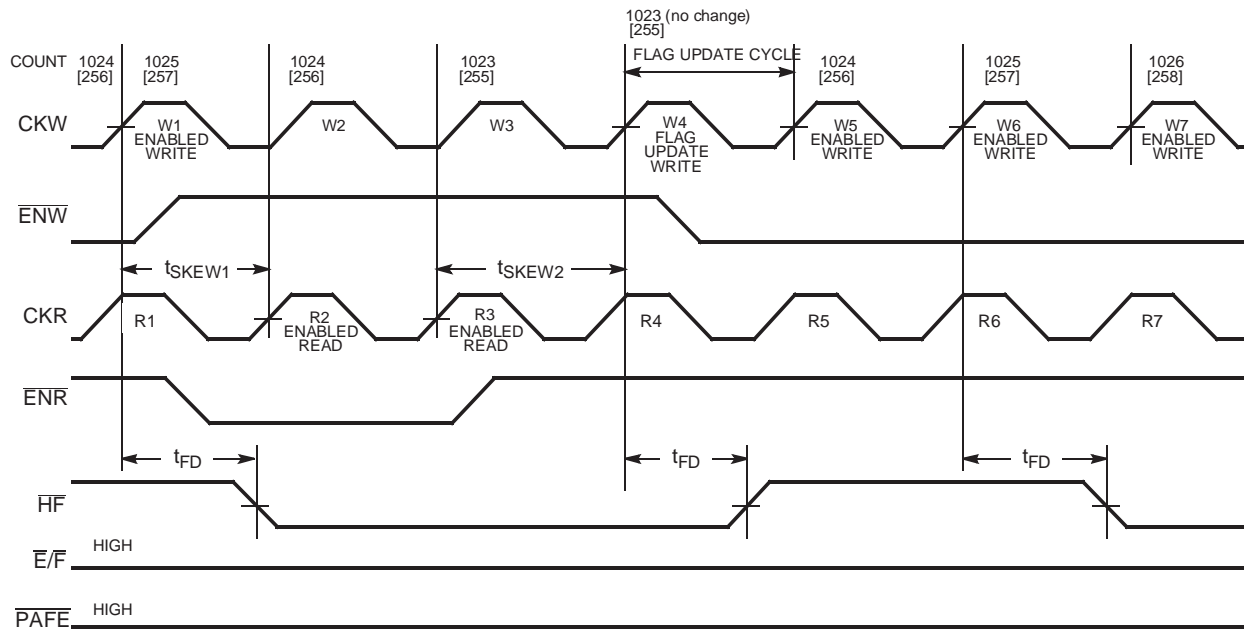 1023 (no change)
[255]
COUNT 1024 1025 1024 1023 FLAG UPDATE CYCLE 1024 1025 1026
[256] [257] [256] [255] [256] [257] [258]
CKW W1 W2 W3 W4 W5 W6 W7
ENABLED FLAG ENABLED ENABLED ENABLED
WRITE UPDATE WRITE WRITE WRITE
WRITE
ENW
tSKEW1 tSKEW2
CKR R1 R2 R3 R4 R5 R6 R7
ENABLED ENABLED
READ READ
ENR
tFD tFD tFD
HF
HIGH
E/F
HIGH
PAFE